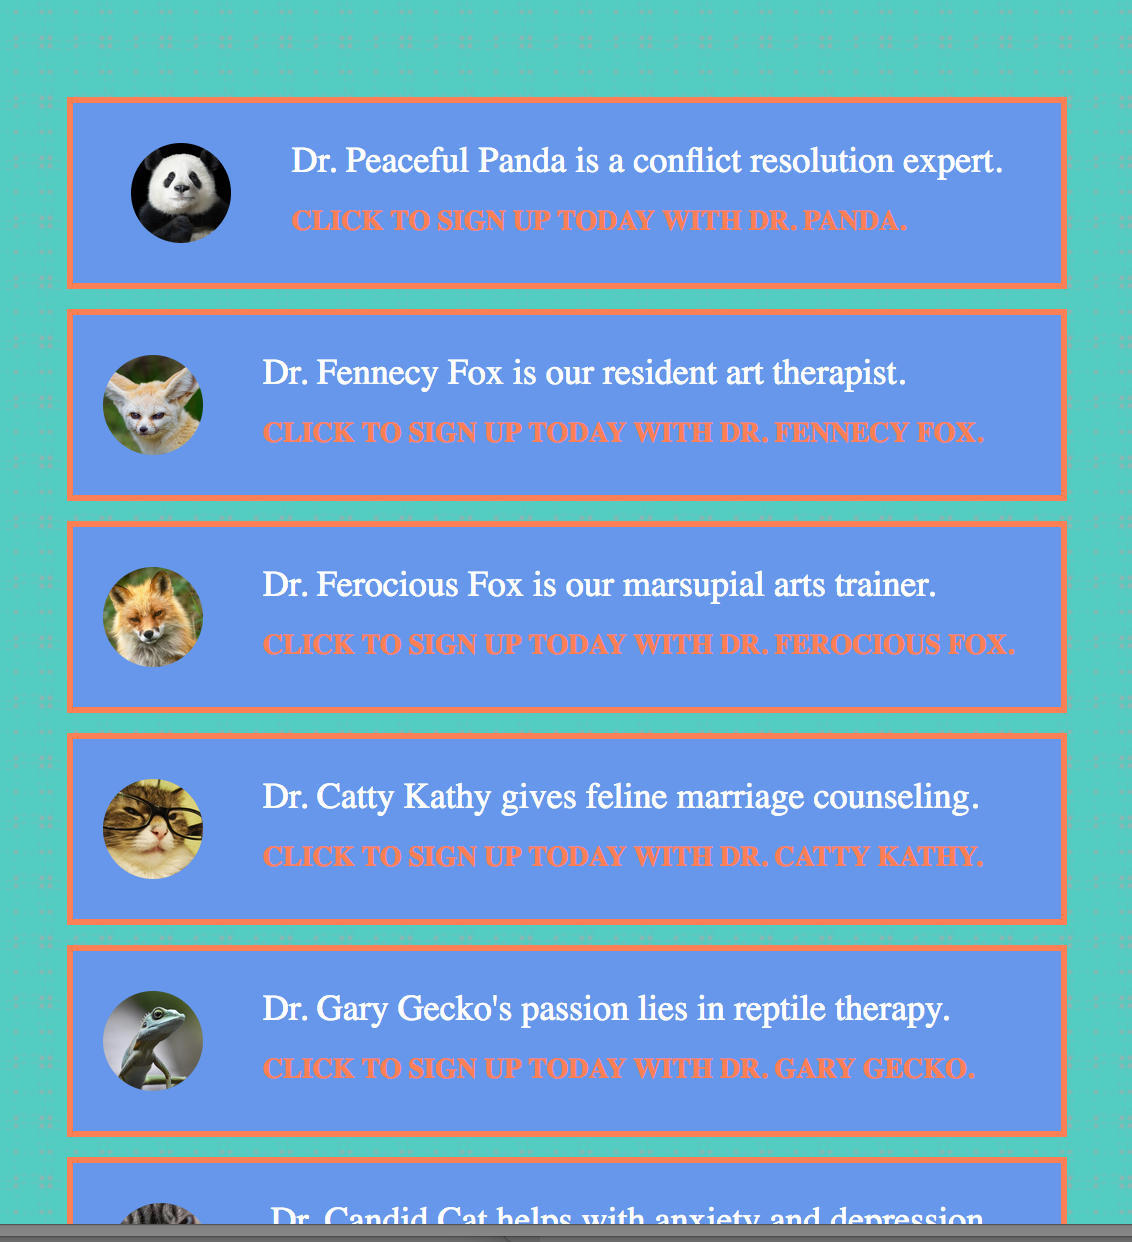 Dr. Peaceful Panda is a conflict resolution expert.
CLICK TO SIGN UP TODAY WITH DR. PANDA.
Dr. Fennecy Fox is our resident art therapist.
CLICK TO SIGN UP TODAY WITH DR. FENNECY FOX.
Dr. Ferocious Fox is our marsupial arts trainer.
CLICK TO SIGN UP TODAY WITH DR. FEROCIOUS FOX.
Dr. Catty Kathy gives feline marriage counseling.
CLICK TO SIGN UP TODAY WITH DR. CATTY KATHY.
Dr. Gary Gecko's passion lies in reptile therapy.
CLICK TO SIGN UP TODAY WITH DR. GARY GECKO.
Dr. Candid Cat helps with anxiety and depression